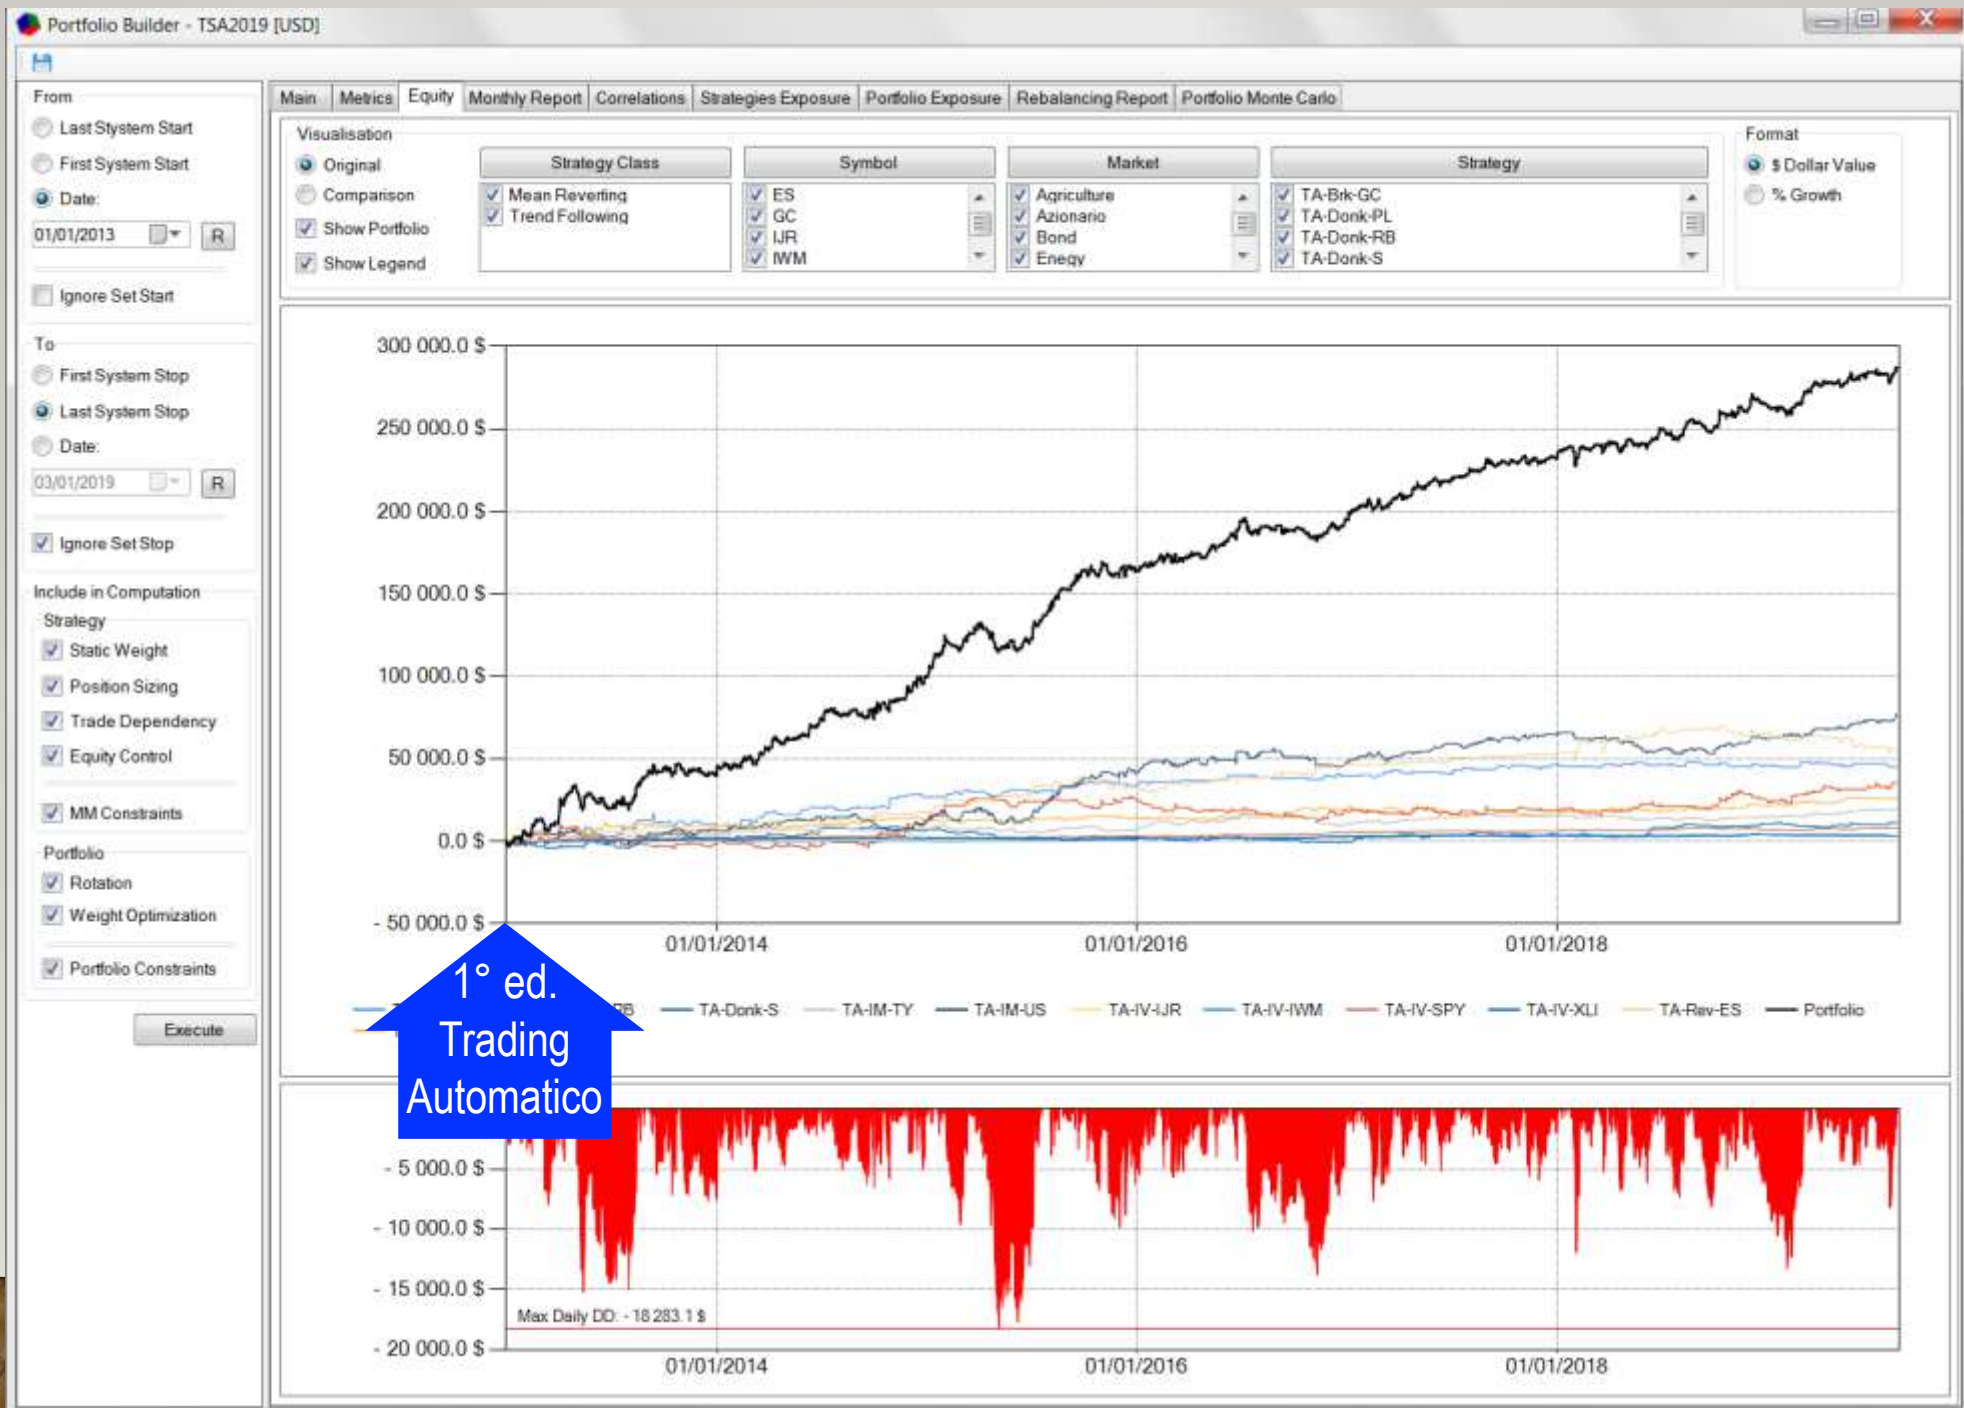 Portfolio Builder - TSA2019 [USD]
From
Last Stystem Start
First System Start
Date:
01/01/2013
R
Ignore Set Start
To
First System Stop
Last System Stop
Date:
03/01/2019
R
Ignore Set Stop
Include in Computation
Strategy
Static Weight
Position Sizing
Trade Dependency
Equity Control
MM Constraints
Portfolio
Rotation
Weight Optimization
Portfolio Constraints
Execute
Main Metrics Equity Monthly Report Correlations Strategies Exposure Portfolio Exposure Rebalancing Report Portfolio Monte Carlo
Visualisation
Original
Comparison
Show Portfolio
Show Legend
Strategy Class
Mean Reverting
Trend Following
Symbol
ES
GC
IJR
IWM
Market
Agriculture
Azionario
Bond
Eneqy
Strategy
TA-Brk-GC
TA-Donk-PL
TA-Donk-RB
TA-Donk-S
Format
$ Dollar Value
% Growth
300 000.0 $
250 000.0 $
200 000.0 $
150 000.0 $
100 000.0 $
50 000.0 $
0.0 $
- 50 000.0 $
01/01/2014 01/01/2016 01/01/2018
TA-Donk-S TA-IM-TY TA-IM-US TA-IV-IJR TA-IV-IWM TA-IV-SPY TA-IV-XLI TA-Rev-ES Portfolio
1° ed.
Trading
Automatico
- 5 000.0 $
- 10 000.0 $
- 15 000.0 $
Max Daily DD: - 18 283.1 $
- 20 000.0 $
01/01/2014 01/01/2016 01/01/2018